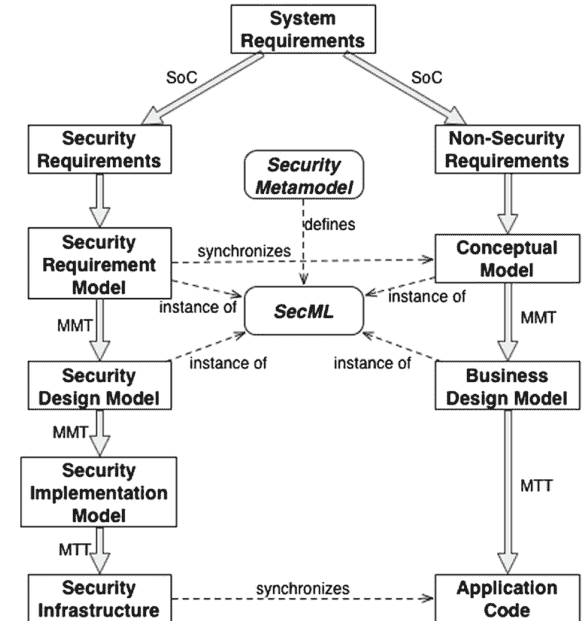 System
Requirements
SoC
SoC
Security
Requirements
Non-Security
Requirements
Security
Metamodel
defines
Security
Requirement
Model
synchronizes
Conceptual
Model
instance of
instance of
SecML
MMT
MMT
instance of
instance of
Security
Design Model
Business
Design Model
MMT
Security
Implementation
Model
MTT
MTT
Security
Infrastructure
synchronizes
Application
Code